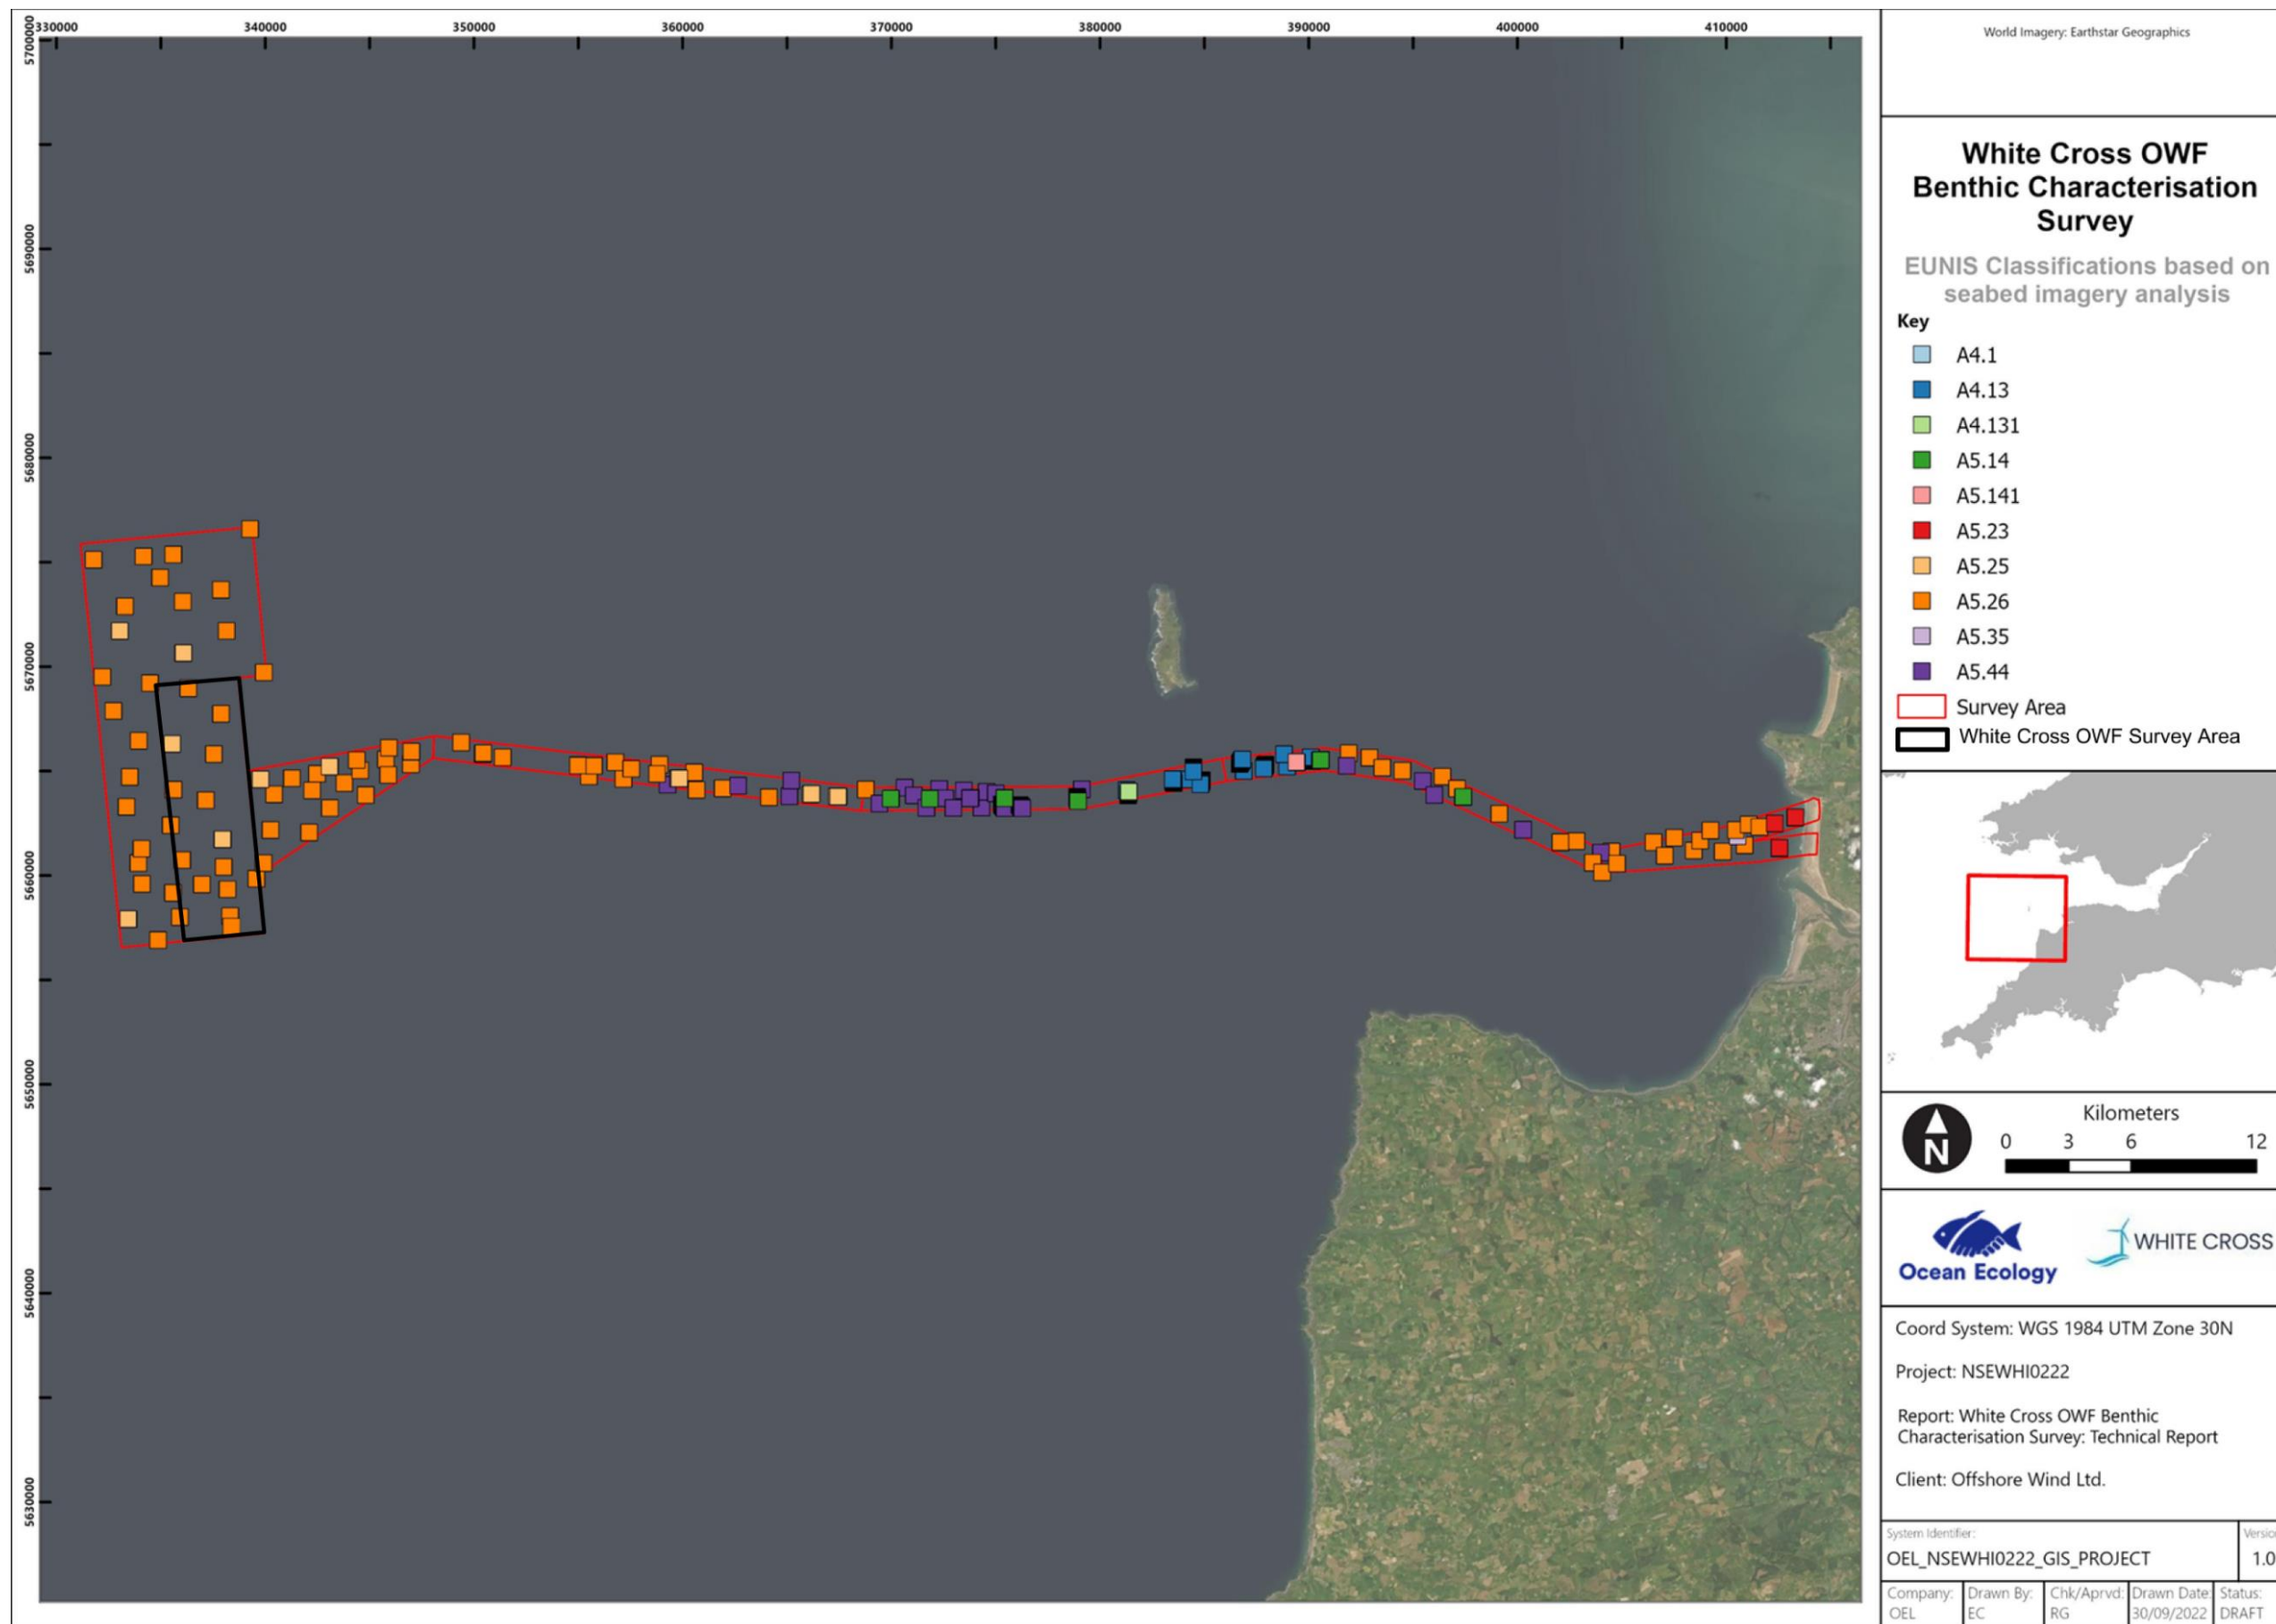 330000 340000 350000 360000 370000 380000 390000 400000 410000
5700000
5690000
5680000
5670000
5660000
5650000
5640000
5630000
World Imagery: Earthstar Geographics
White Cross OWF
Benthic Characterisation
Survey
EUNIS Classifications based on
seabed imagery analysis
Key
A4.1
A4.13
A4.131
A5.14
A5.141
A5.23
A5.25
A5.26
A5.35
A5.44
Survey Area
White Cross OWF Survey Area
N
Kilometers
0 3 6 12
Ocean Ecology
WHITE CROSS
Coord System: WGS 1984 UTM Zone 30N
Project: NSEWHI0222
Report: White Cross OWF Benthic
Characterisation Survey: Technical Report
Client: Offshore Wind Ltd.
System Identifier: Versio
OEL_NSEWHI0222_GIS_PROJECT 1.0
Company: Drawn By: Chk/Aprvd: Drawn Date: Status:
OEL EC RG 30/09/2022 DRAFT